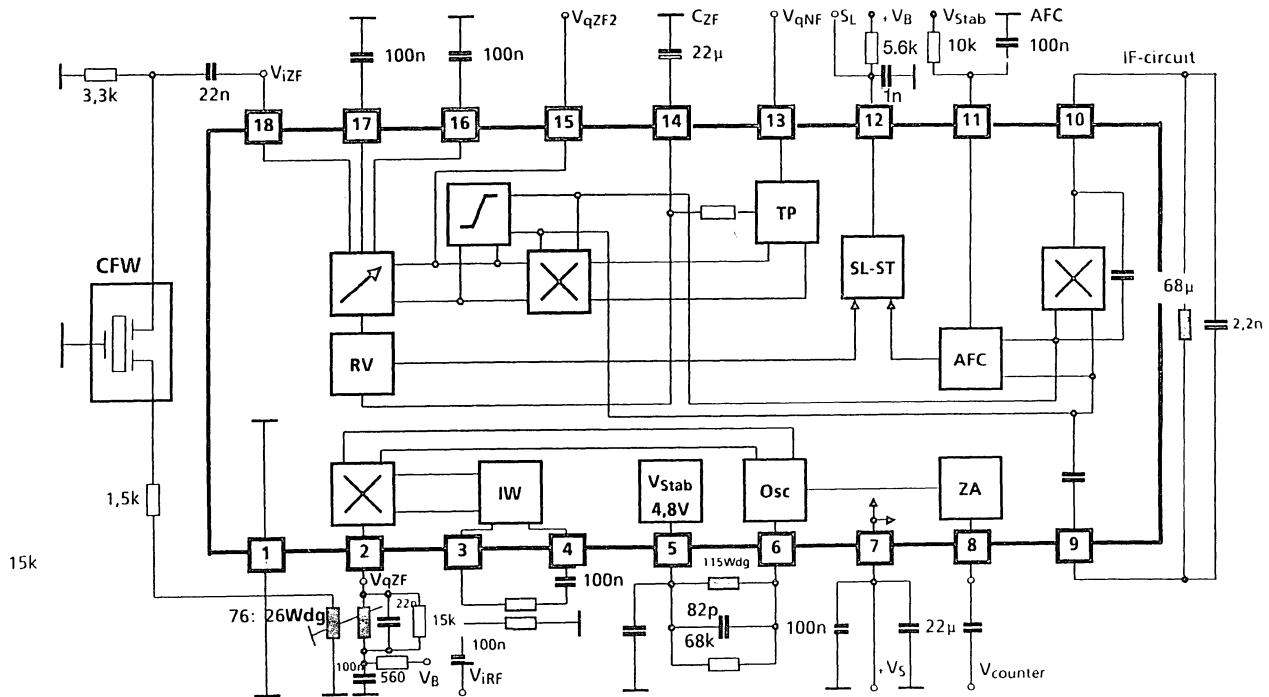 V_qZF2 C_ZF V_qNF S_L +V_B V_Stab AFC
100n 100n 22µ 5.6k 10k 100n
1n
IF-circuit
V_iZF
3,3k 22n
18 17 16 15 14 13 12 11 10
TP
CFW SL-ST
68µ
2,2n
RV AFC
1,5k
IW V_Stab
4,8V Osc ZA
1 2 3 4 5 6 7 8 9
15k
V_qZF 100n 115Wdg
76: 26Wdg 22n 15k 82p 100n 22µ
68k
100n 560 V_B 100n
V_iRF +V_S V_counter